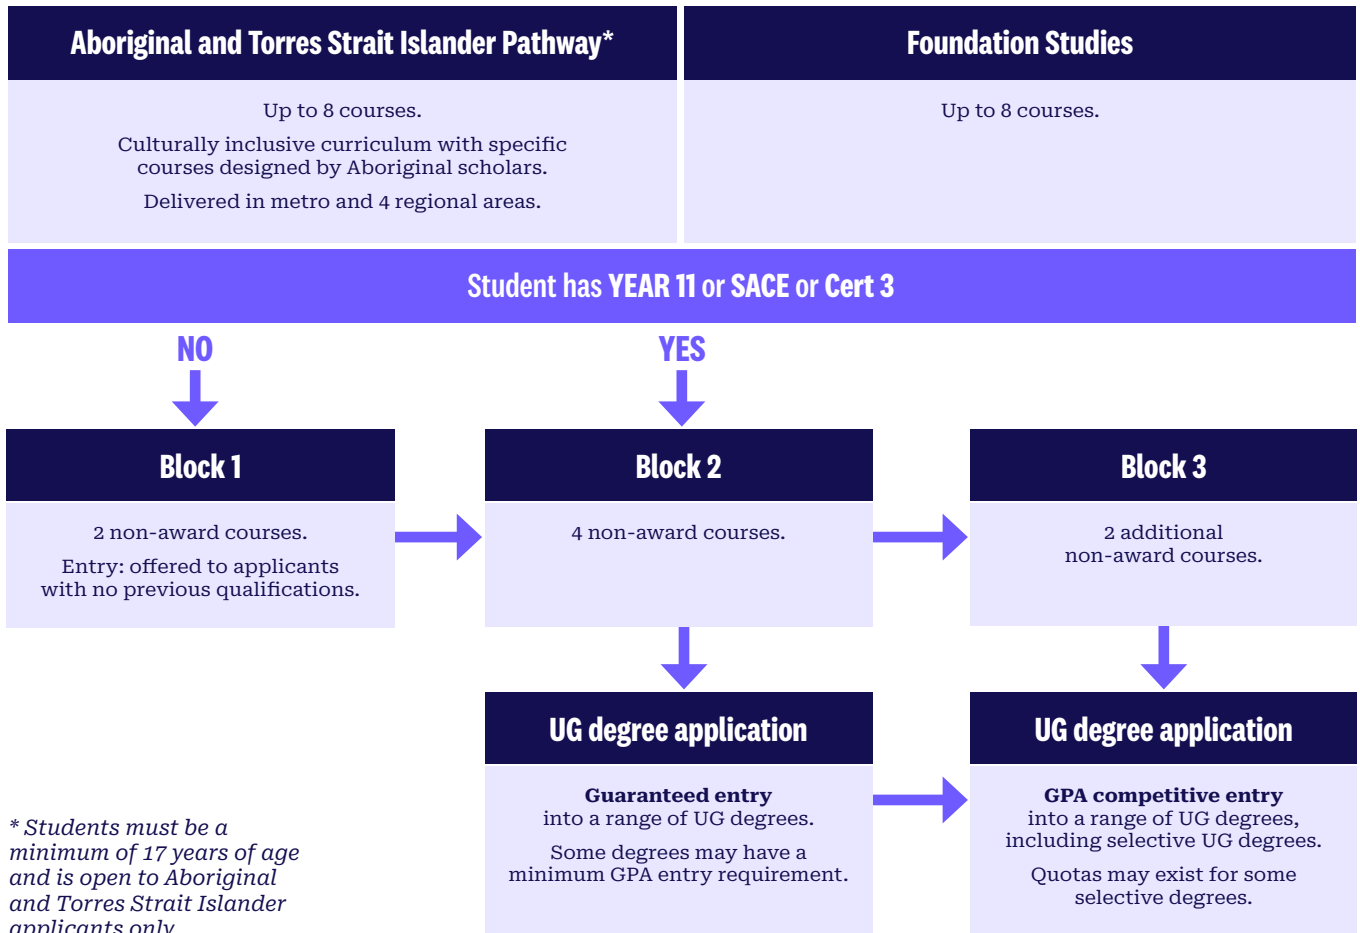 Aboriginal and Torres Strait Islander Pathway*
Up to 8 courses.
Culturally inclusive curriculum with specific
courses designed by Aboriginal scholars.
Delivered in metro and 4 regional areas.
Foundation Studies
Up to 8 courses.
Student has YEAR 11 or SACE or Cert 3
NO
YES
Block 1
2 non-award courses.
Entry: offered to applicants
with no previous qualifications.
Block 2
4 non-award courses.
Block 3
2 additional
non-award courses.
UG degree application
Guaranteed entry
into a range of UG degrees.
Some degrees may have a
minimum GPA entry requirement.
UG degree application
GPA competitive entry
into a range of UG degrees,
including selective UG degrees.
Quotas may exist for some
selective degrees.
* Students must be a
minimum of 17 years of age
and is open to Aboriginal
and Torres Strait Islander
applicants only